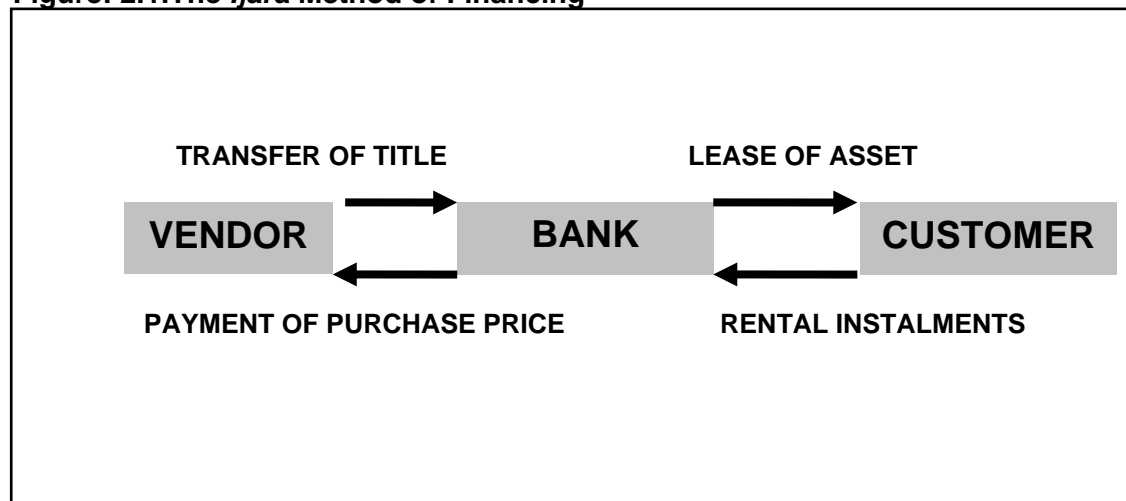 Figure: 2.1:The Ijara Method of Financing
TRANSFER OF TITLE LEASE OF ASSET
VENDOR BANK CUSTOMER
PAYMENT OF PURCHASE PRICE RENTAL INSTALMENTS